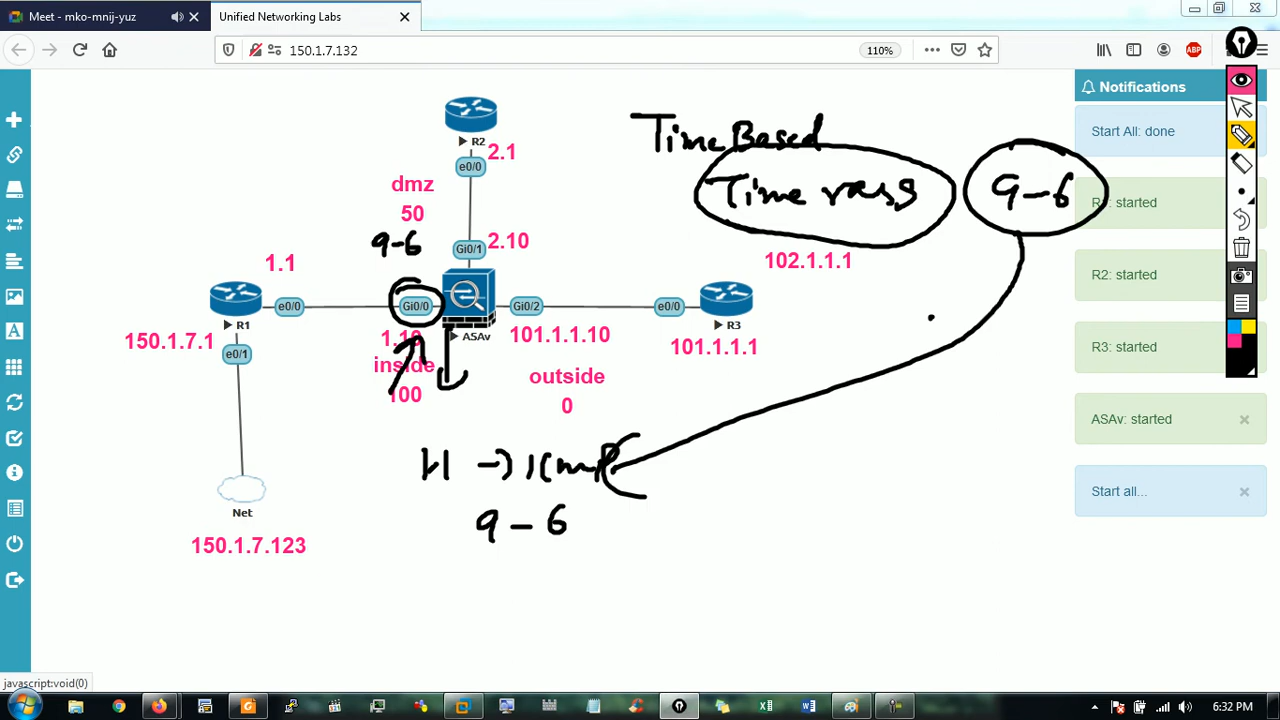 Meet - mko-mnij-yuz
Unified Networking Labs
150.1.7.132
110%
ABP
Notifications
Start All: done
R1: started
R2: started
R3: started
ASAv: started
Start all...
Time Based
Time rang
9-6
R2
2.1
e0/0
dmz
50
9-6
Gi0/1
2.10
102.1.1.1
1.1
e0/0
Gi0/0
Gi0/2
e0/0
R1
ASAv
R3
150.1.7.1
e0/1
1.10
101.1.1.10
101.1.1.1
inside
100
outside
0
H → ICMP
9 - 6
Net
150.1.7.123
javascript:void(0)
6:32 PM